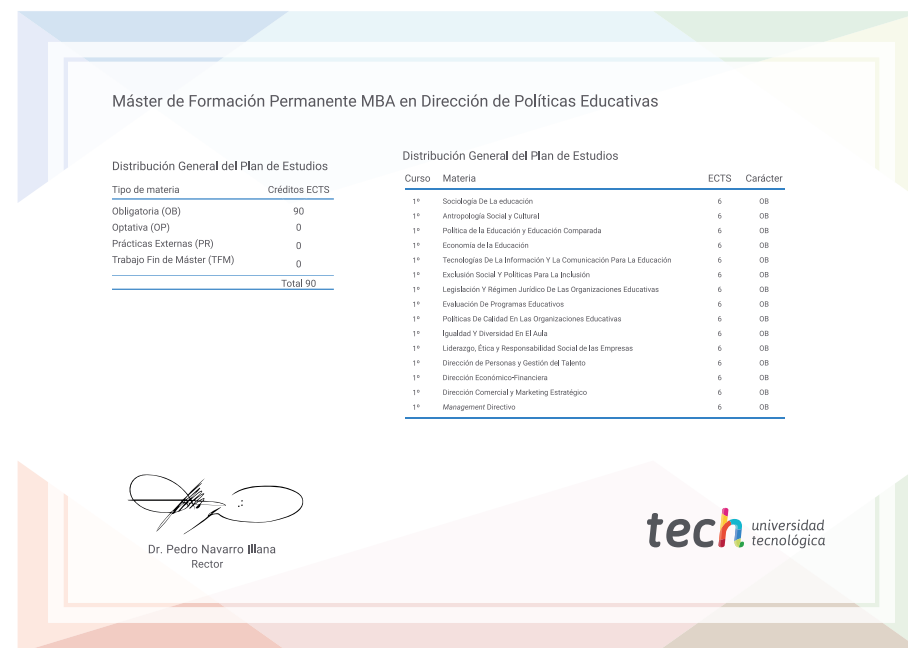 Máster de Formación Permanente MBA en Dirección de Políticas Educativas
Distribución General del Plan de Estudios
Tipo de materia Créditos ECTS
Obligatoria (OB) 90
Optativa (OP) 0
Prácticas Externas (PR) 0
Trabajo Fin de Máster (TFM) 0
Total 90
Distribución General del Plan de Estudios
Curso Materia ECTS Carácter
1º Sociología De La educación 6 OB
1º Antropología Social y Cultural 6 OB
1º Política de la Educación y Educación Comparada 6 OB
1º Economía de la Educación 6 OB
1º Tecnologías De La Información Y La Comunicación Para La Educación 6 OB
1º Exclusión Social Y Políticas Para La Inclusión 6 OB
1º Legislación Y Régimen Jurídico De Las Organizaciones Educativas 6 OB
1º Evaluación De Programas Educativos 6 OB
1º Políticas De Calidad En Las Organizaciones Educativas 6 OB
1º Igualdad Y Diversidad En El Aula 6 OB
1º Liderazgo, Ética y Responsabilidad Social de las Empresas 6 OB
1º Dirección de Personas y Gestión del Talento 6 OB
1º Dirección Económico-Financiera 6 OB
1º Dirección Comercial y Marketing Estratégico 6 OB
1º Management Directivo 6 OB
Dr. Pedro Navarro Illana
Rector
tech universidad
tecnológica